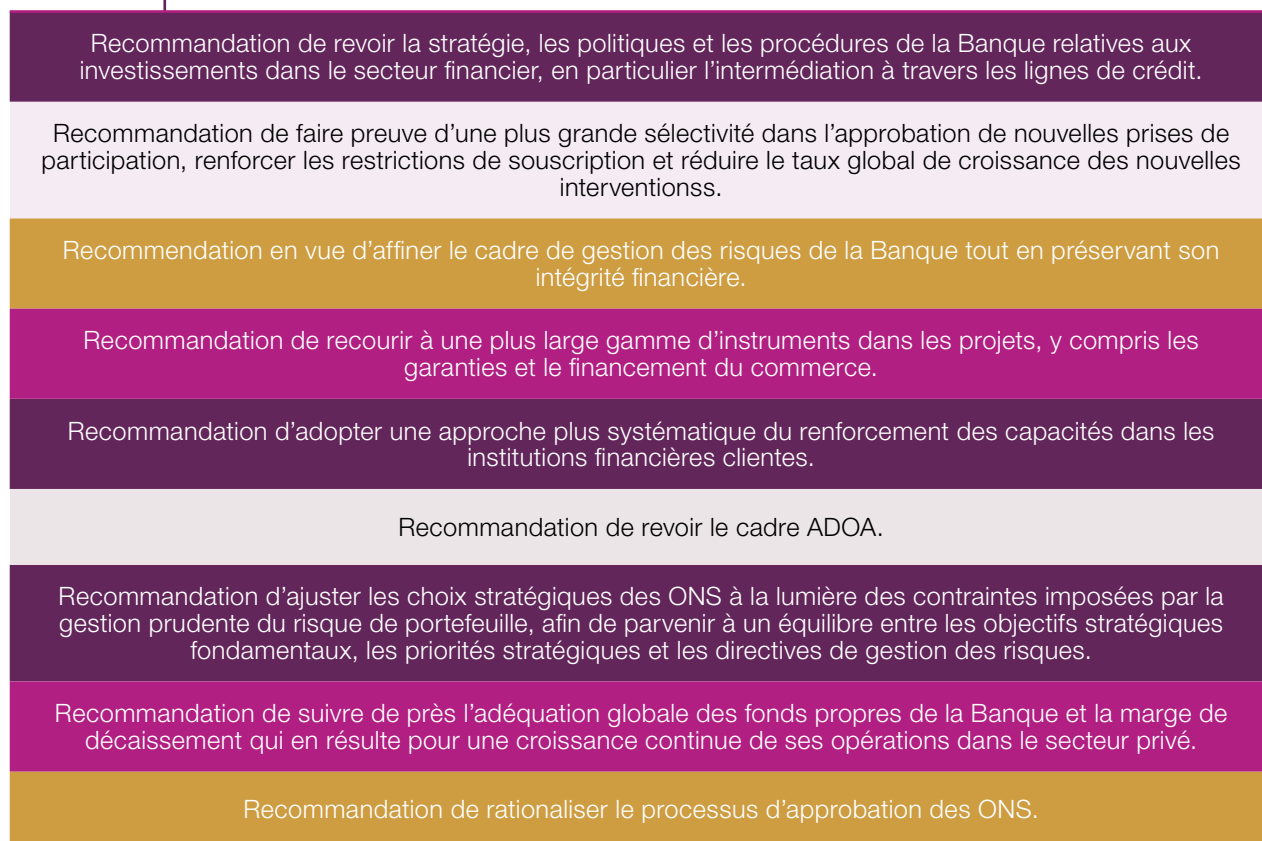 Recommandation de revoir la stratégie, les politiques et les procédures de la Banque relatives aux
investissements dans le secteur financier, en particulier l’intermédiation à travers les lignes de crédit.
Recommandation de faire preuve d’une plus grande sélectivité dans l’approbation de nouvelles prises de
participation, renforcer les restrictions de souscription et réduire le taux global de croissance des nouvelles
interventionss.
Recommendation en vue d’affiner le cadre de gestion des risques de la Banque tout en préservant son
intégrité financière.
Recommandation de recourir à une plus large gamme d’instruments dans les projets, y compris les
garanties et le financement du commerce.
Recommandation d’adopter une approche plus systématique du renforcement des capacités dans les
institutions financières clientes.
Recommandation de revoir le cadre ADOA.
Recommandation d’ajuster les choix stratégiques des ONS à la lumière des contraintes imposées par la
gestion prudente du risque de portefeuille, afin de parvenir à un équilibre entre les objectifs stratégiques
fondamentaux, les priorités stratégiques et les directives de gestion des risques.
Recommandation de suivre de près l’adéquation globale des fonds propres de la Banque et la marge de
décaissement qui en résulte pour une croissance continue de ses opérations dans le secteur privé.
Recommandation de rationaliser le processus d’approbation des ONS.